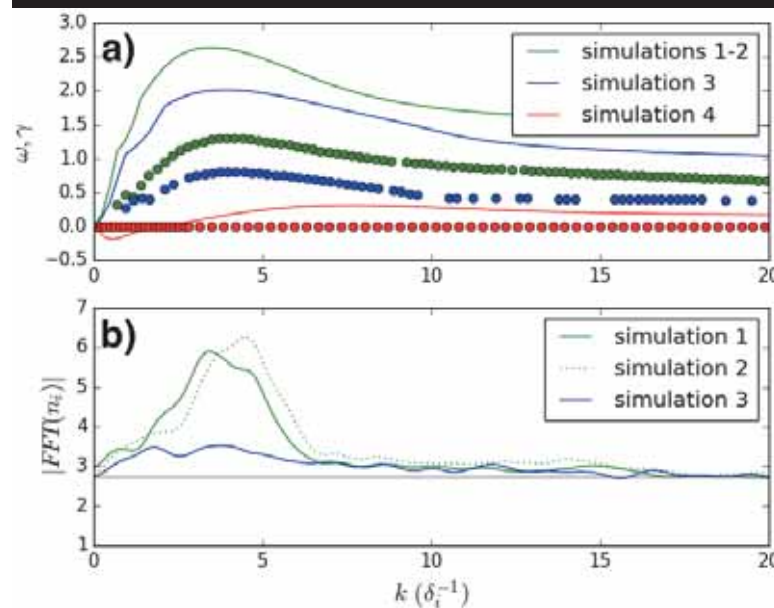 a)
3.0
2.5
2.0
1.5
1.0
0.5
0.0
−0.5
ω, γ
simulations 1-2
simulation 3
simulation 4
0 5 10 15 20
b)
7
6
5
4
3
2
1
|FFT(n_i)|
simulation 1
simulation 2
simulation 3
0 5 10 15 20
k (δ_i^{-1})